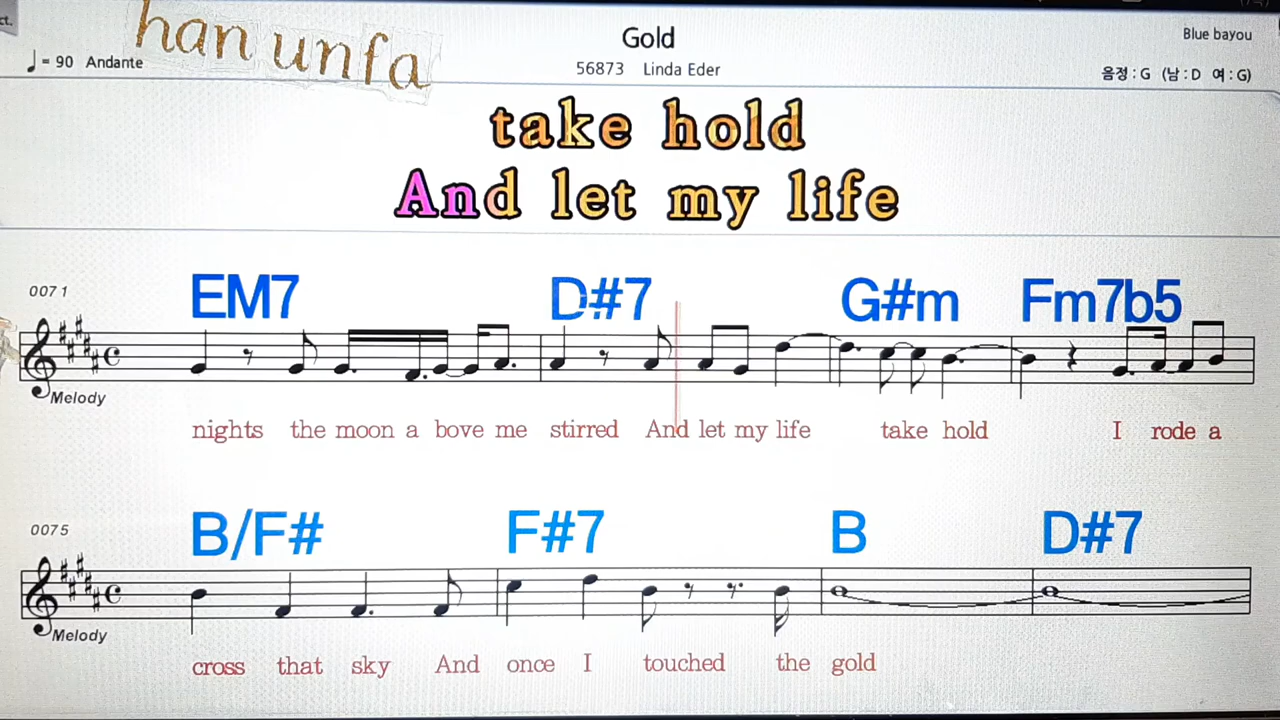 ct.
han unfa
Gold
Blue bayou
♩ = 90 Andante
56873 Linda Eder
음정 : G (남 : D 여 : G)
take hold
And let my life
0071
EM7 D#7 G#m Fm7b5
Melody
nights the moon a bove me stirred And let my life take hold I rode a
0075
B/F# F#7 B D#7
Melody
cross that sky And once I touched the gold